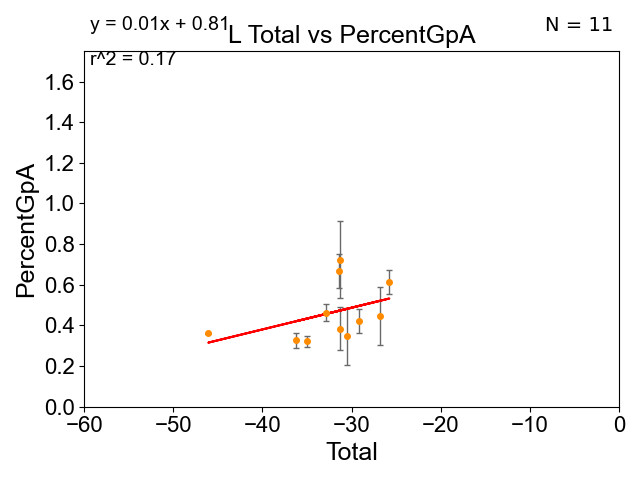 y = 0.01x + 0.81
L Total vs PercentGpA
N = 11
r^2 = 0.17
PercentGpA
1.6
1.4
1.2
1.0
0.8
0.6
0.4
0.2
0.0
−60 −50 −40 −30 −20 −10 0
Total